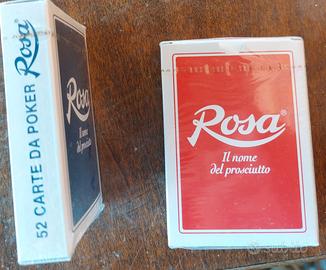 52 CARTE DA POKER Rosa®
Rosa®
Il nome
del prosciutto
Rosa®
Il nome
del prosciutto